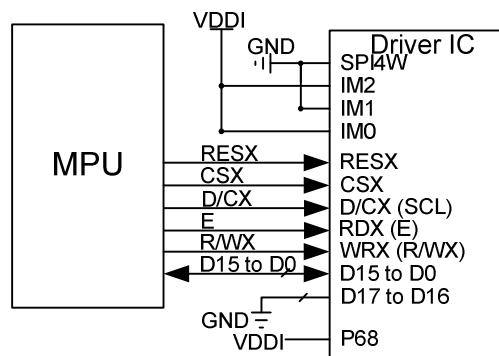 VDDI
GND
Driver IC
SPI4W
IM2
IM1
IM0
MPU
RESX
RESX
CSX
CSX
D/CX
D/CX (SCL)
E
RDX (E)
R/WX
WRX (R/WX)
D15 to D0
D15 to D0
D17 to D16
GND
VDDI
P68